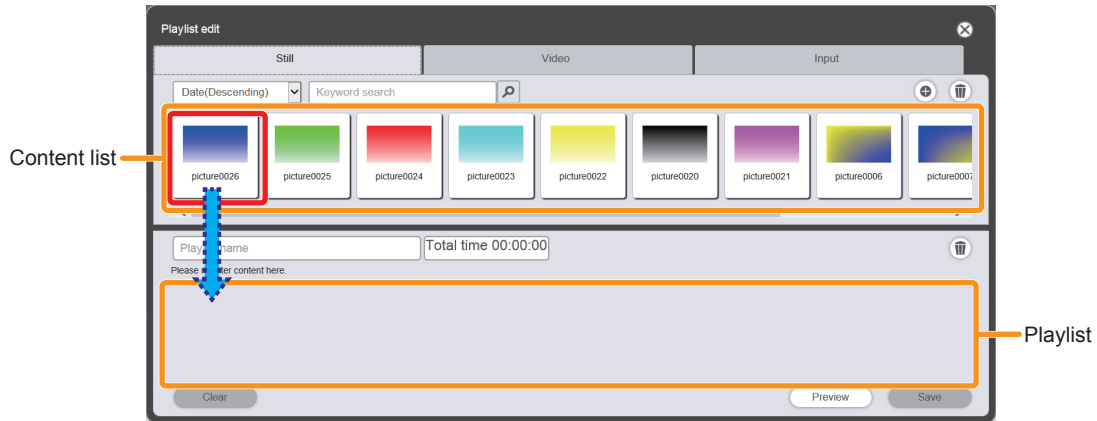 Playlist edit
Still Video Input
Date(Descending) Keyword search
Content list
picture0026 picture0025 picture0024 picture0023 picture0022 picture0020 picture0021 picture0006 picture0007
Total time 00:00:00
Please content here.
Playlist
Clear Preview Save